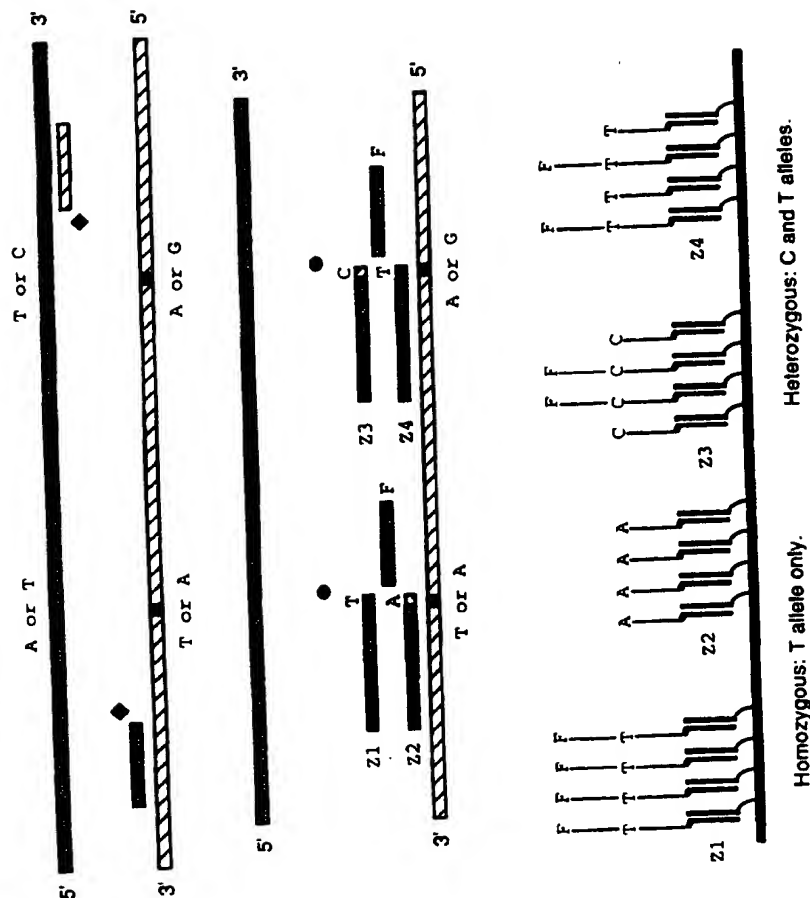 A or T T or C
5' 3'
3' 5'
T or A A or G
5' 3'
Z1 T
Z2 A F
Z3 C
Z4 T F
3' 5'
T or A A or G
F F F F F F F F
T T T T A A A A C C C C T T T T
Z1 Z2 Z3 Z4
Homozygous: T allele only. Heterozygous: C and T alleles.